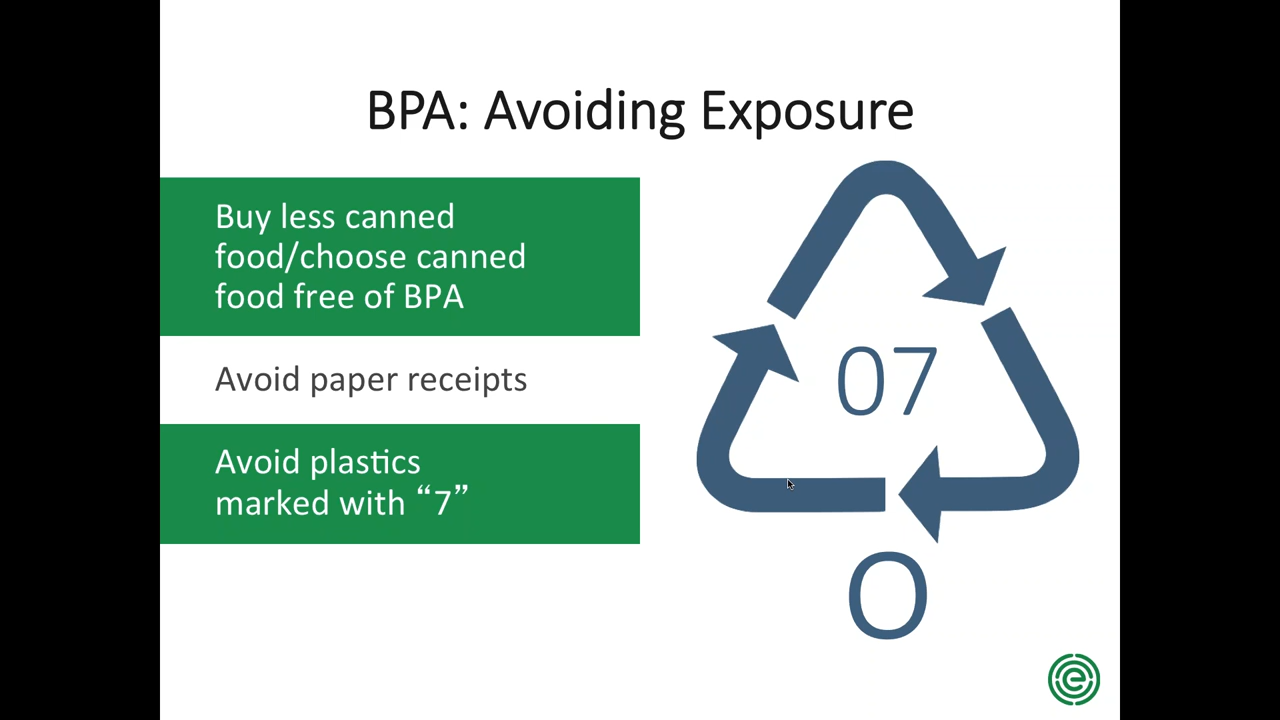 BPA: Avoiding Exposure
Buy less canned
food/choose canned
food free of BPA
Avoid paper receipts
Avoid plastics
marked with “7”
07
O
e